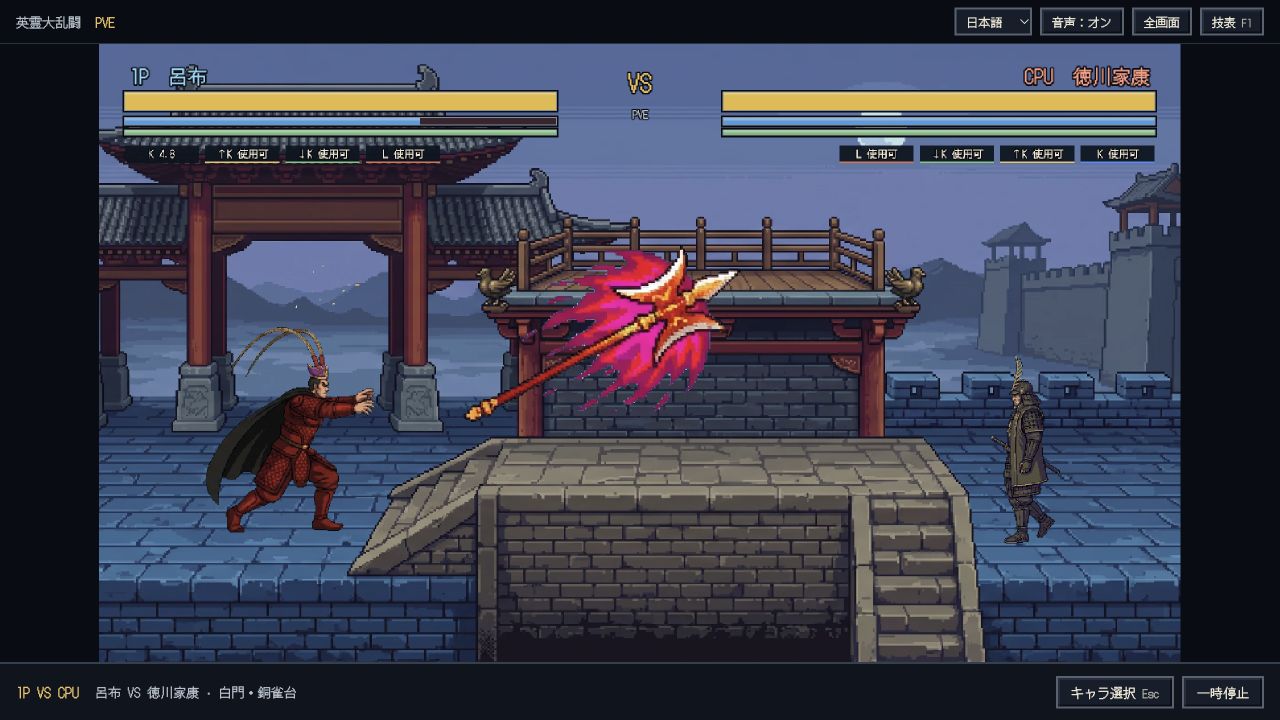 英霊大乱闘 PVE 日本語 音声：オン 全画面 技表 F1
1P 呂布 VS CPU 徳川家康
PVE
K 4.6 ↑K 使用可 ↓K 使用可 L 使用可 L 使用可 ↓K 使用可 ↑K 使用可 K 使用可
1P VS CPU 呂布 VS 徳川家康 · 白門・銅雀台 キャラ選択 Esc 一時停止